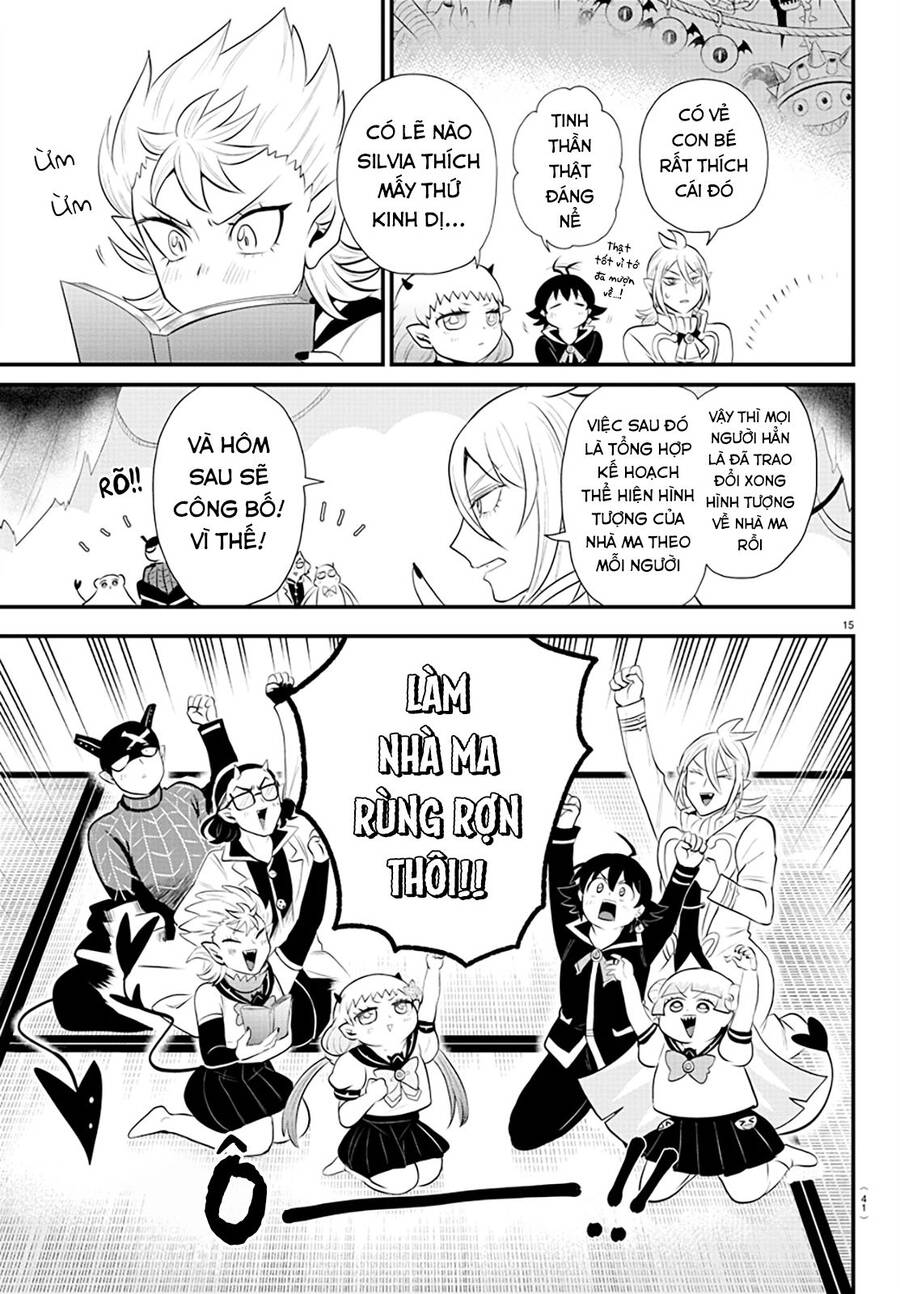 CÓ VẺ
CON BÉ
RẤT THÍCH
CÁI ĐÓ
TINH
THẦN
THẬT
ĐÁNG
NỂ
Thật
tốt vì tớ
đã mượn
về...!
CÓ LẼ NÀO
SILVIA THÍCH
MẤY THỨ
KINH DỊ...
ỪM
ỪM
VẬY THÌ MỌI
NGƯỜI HẲN
LÀ ĐÃ TRAO
ĐỔI XONG
HÌNH TƯỢNG
VỀ NHÀ MA
RỒI
VIỆC SAU ĐÓ
LÀ TỔNG HỢP
KẾ HOẠCH
THỂ HIỆN HÌNH
TƯỢNG CỦA
NHÀ MA THEO
MỖI NGƯỜI
VÀ HÔM
SAU SẼ
CÔNG BỐ!
VÌ THẾ!
RÕ!!
15
LÀM
NHÀ MA
RÙNG RỢN
THÔI!!!
Ồ—!!
(41)